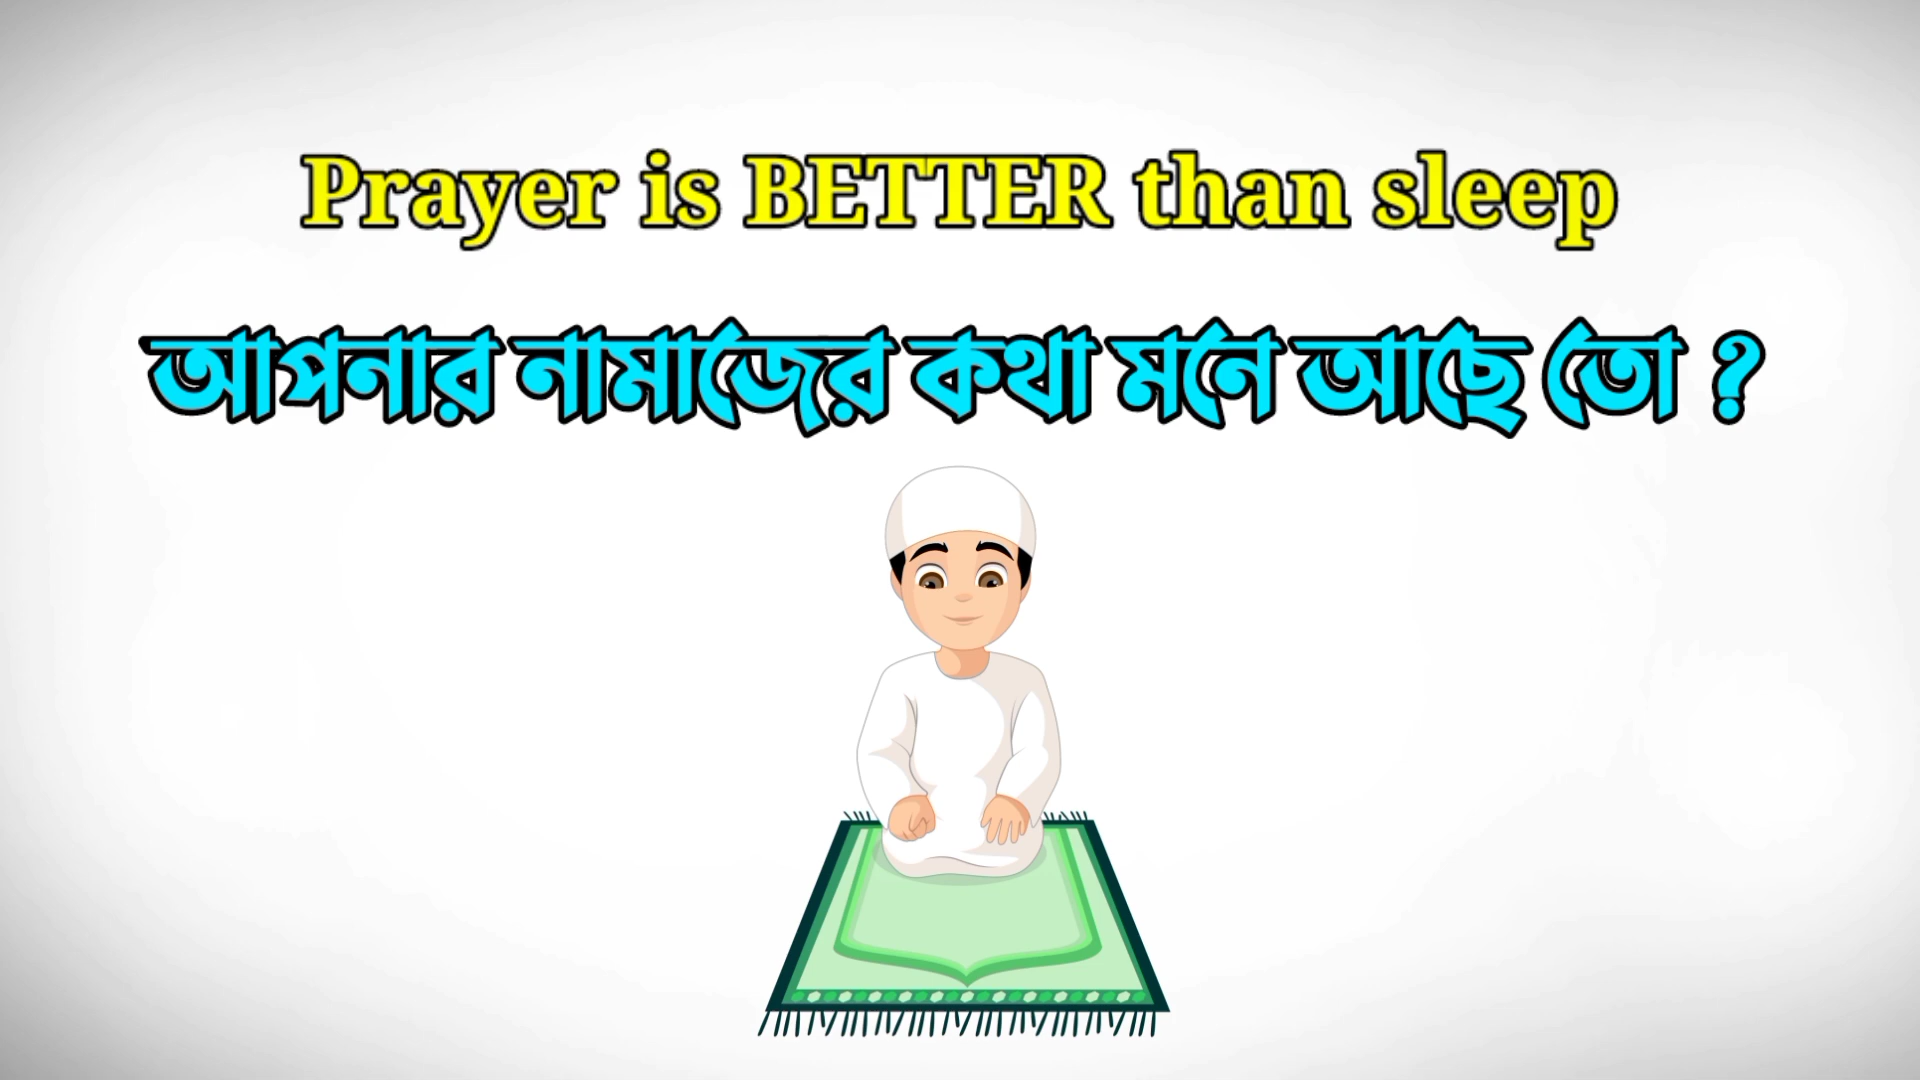 Prayer is BETTER than sleep
আপনার নামাজের কথা মনে আছে তো ?